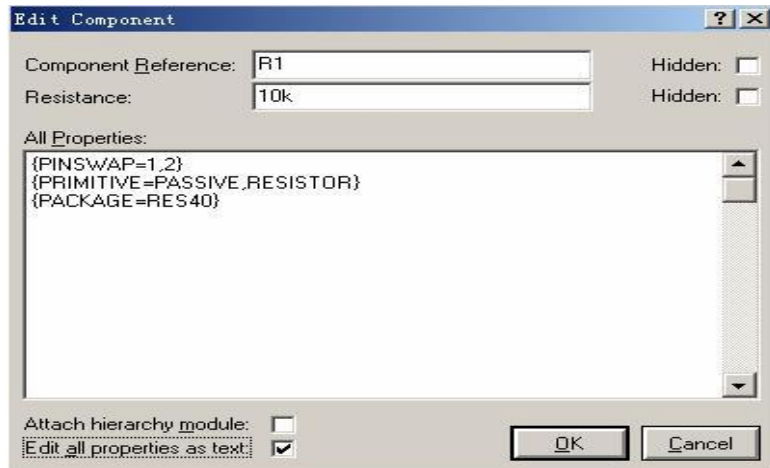 Edit Component
Component Reference: R1 Hidden:
Resistance: 10k Hidden:
All Properties:
{PINSWAP=1,2}
{PRIMITIVE=PASSIVE,RESISTOR}
{PACKAGE=RES40}
Attach hierarchy module:
Edit all properties as text:
OK Cancel